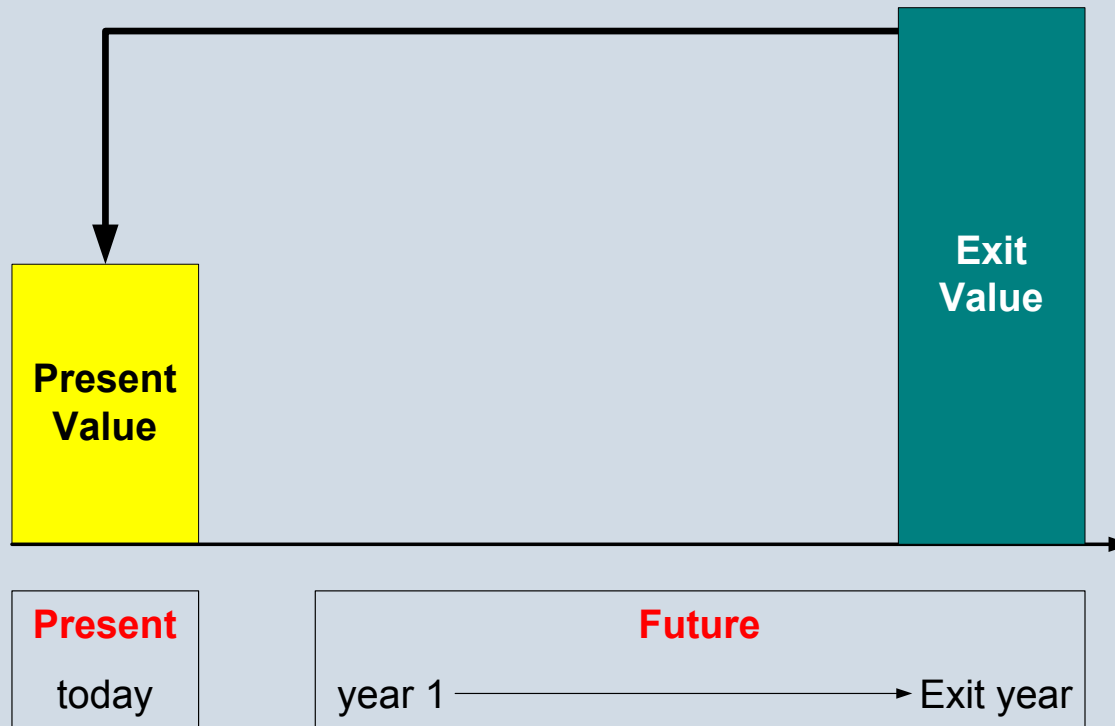 Exit
Value
Present
Value
Present
Future
today
year 1
Exit year